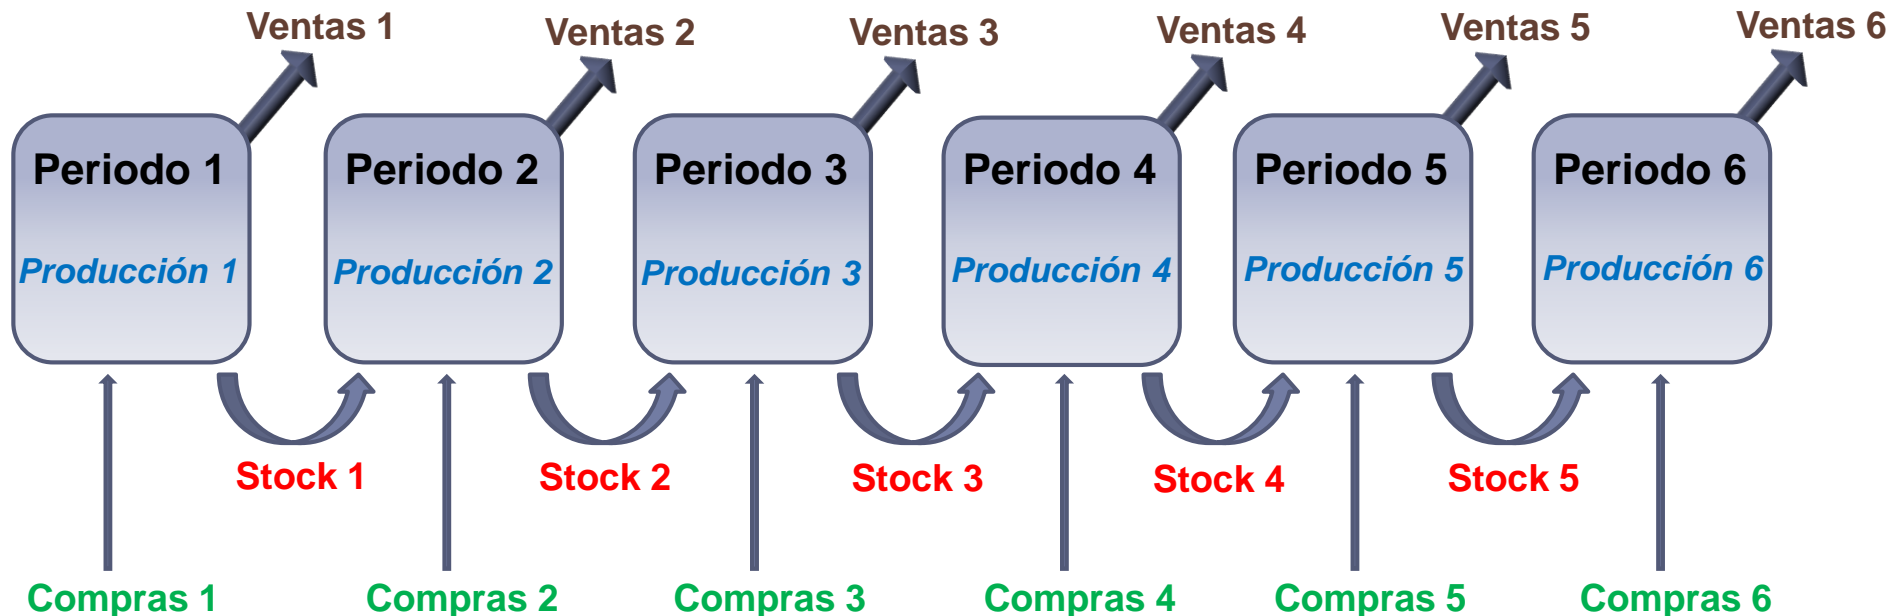 Ventas 1
Ventas 2
Ventas 3
Ventas 4
Ventas 5
Ventas 6
Periodo 1
Periodo 2
Periodo 3
Periodo 4
Periodo 5
Periodo 6
Producción 1
Producción 2
Producción 3
Producción 4
Producción 5
Producción 6
Stock 1
Stock 2
Stock 3
Stock 4
Stock 5
Compras 1
Compras 2
Compras 3
Compras 4
Compras 5
Compras 6